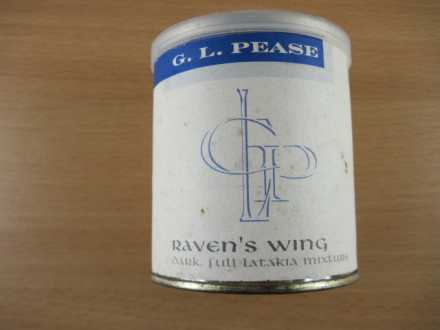 G. L. PEASE
GLP
Raven's Wing
dark, full Latakia mixture